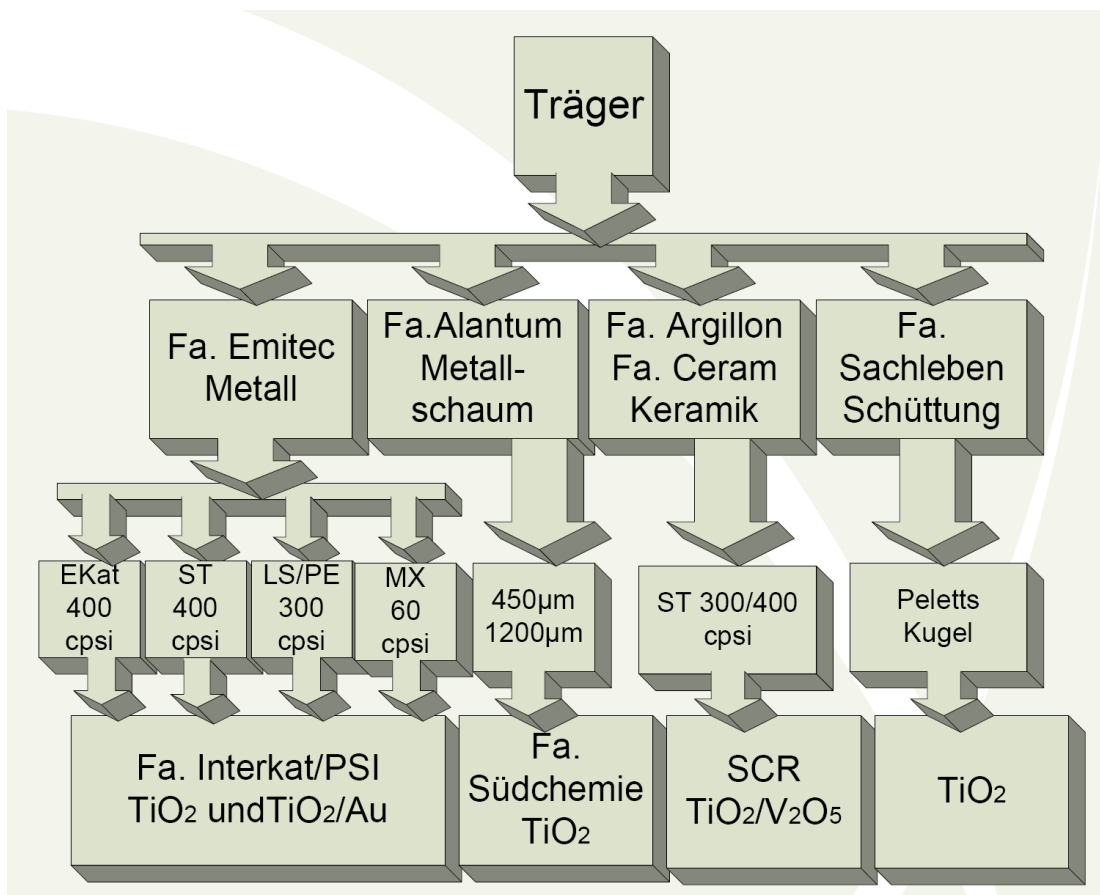 Träger
Fa. Emitec
Metall
Fa.Alantum
Metall-
schaum
Fa. Argillon
Fa. Ceram
Keramik
Fa.
Sachleben
Schüttung
EKat
400
cpsi
ST
400
cpsi
LS/PE
300
cpsi
MX
60
cpsi
450µm
1200µm
ST 300/400
cpsi
Peletts
Kugel
Fa. Interkat/PSI
TiO2 undTiO2/Au
Fa.
Südchemie
TiO2
SCR
TiO2/V2O5
TiO2